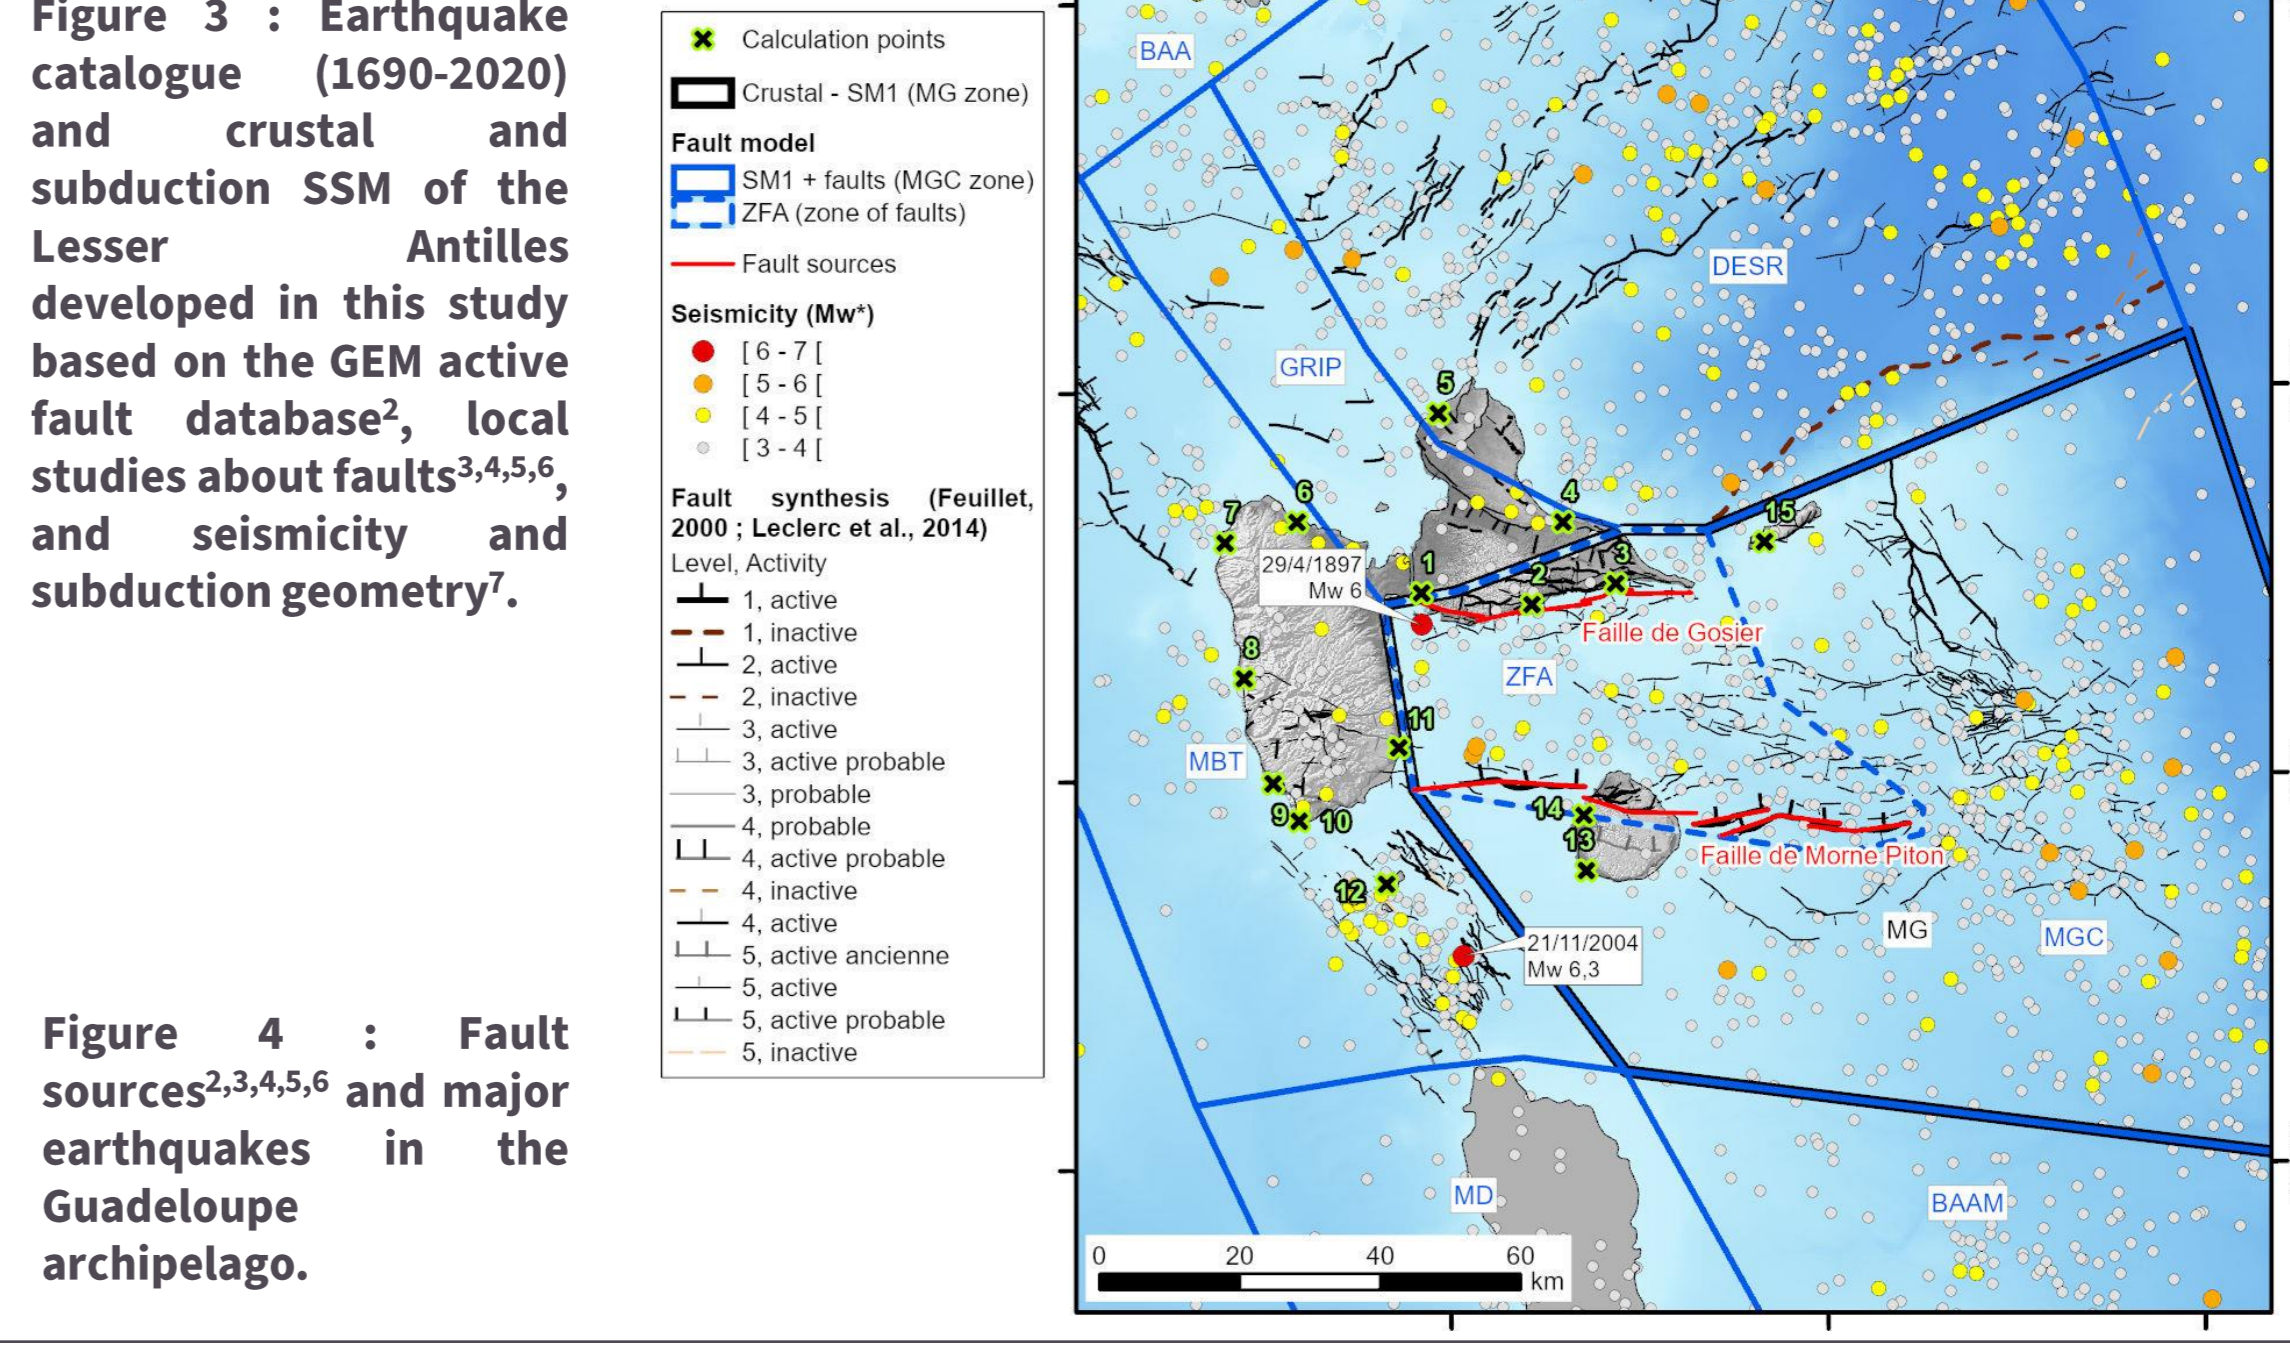 Figure 3 : Earthquake
catalogue (1690-2020)
and crustal and
subduction SSM of the
Lesser Antilles
developed in this study
based on the GEM active
fault database2, local
studies about faults3,4,5,6,
and seismicity and
subduction geometry7.
Figure 4 : Fault
sources2,3,4,5,6 and major
earthquakes in the
Guadeloupe
archipelago.
Calculation points
Crustal - SM1 (MG zone)
Fault model
SM1 + faults (MGC zone)
ZFA (zone of faults)
Fault sources
Seismicity (Mw*)
[ 6 - 7 [
[ 5 - 6 [
[ 4 - 5 [
[ 3 - 4 [
Fault synthesis (Feuillet,
2000 ; Leclerc et al., 2014)
Level, Activity
1, active
1, inactive
2, active
2, inactive
3, active
3, active probable
3, probable
4, probable
4, active probable
4, inactive
4, active
5, active ancienne
5, active
5, active probable
5, inactive
BAA
DESR
GRIP
5
6
4
7
15
29/4/1897
Mw 6
1
2
3
Faille de Gosier
8
ZFA
11
MBT
9
10
14
13
Faille de Morne Piton
12
MG
MGC
21/11/2004
Mw 6,3
MD
BAAM
0 20 40 60
km